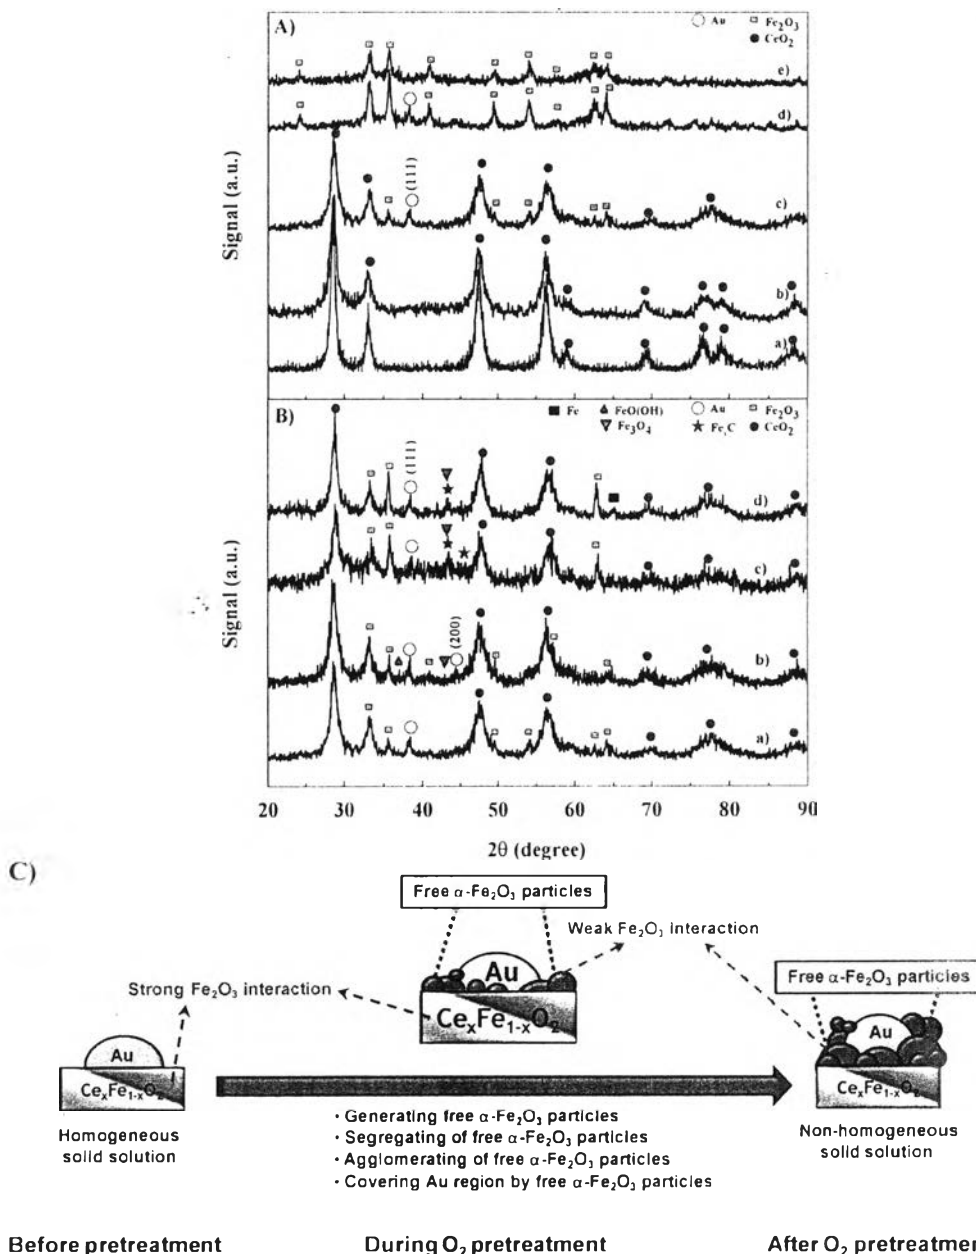 A)
Au
Fe₂O₃
CeO₂
e)
d)
(111)
c)
b)
a)
Signal (a.u.)
B)
Fe
FeO(OH)
Au
Fe₂O₃
Fe₃O₄
CeO₂
(111)
d)
c)
(200)
b)
a)
Signal (a.u.)
20 30 40 50 60 70 80 90
2θ (degree)
C)
Free α-Fe₂O₃ particles
Weak Fe₂O₃ interaction
Strong Fe₂O₃ interaction
Free α-Fe₂O₃ particles
Au
Au
Au
CeₓFe₁₋ₓO₂
CeₓFe₁₋ₓO₂
CeₓFe₁₋ₓO₂
Homogeneous
solid solution
· Generating free α-Fe₂O₃ particles
· Segregating of free α-Fe₂O₃ particles
· Agglomerating of free α-Fe₂O₃ particles
· Covering Au region by free α-Fe₂O₃ particles
Non-homogeneous
solid solution
Before pretreatment
During O₂ pretreatment
After O₂ pretreatmen